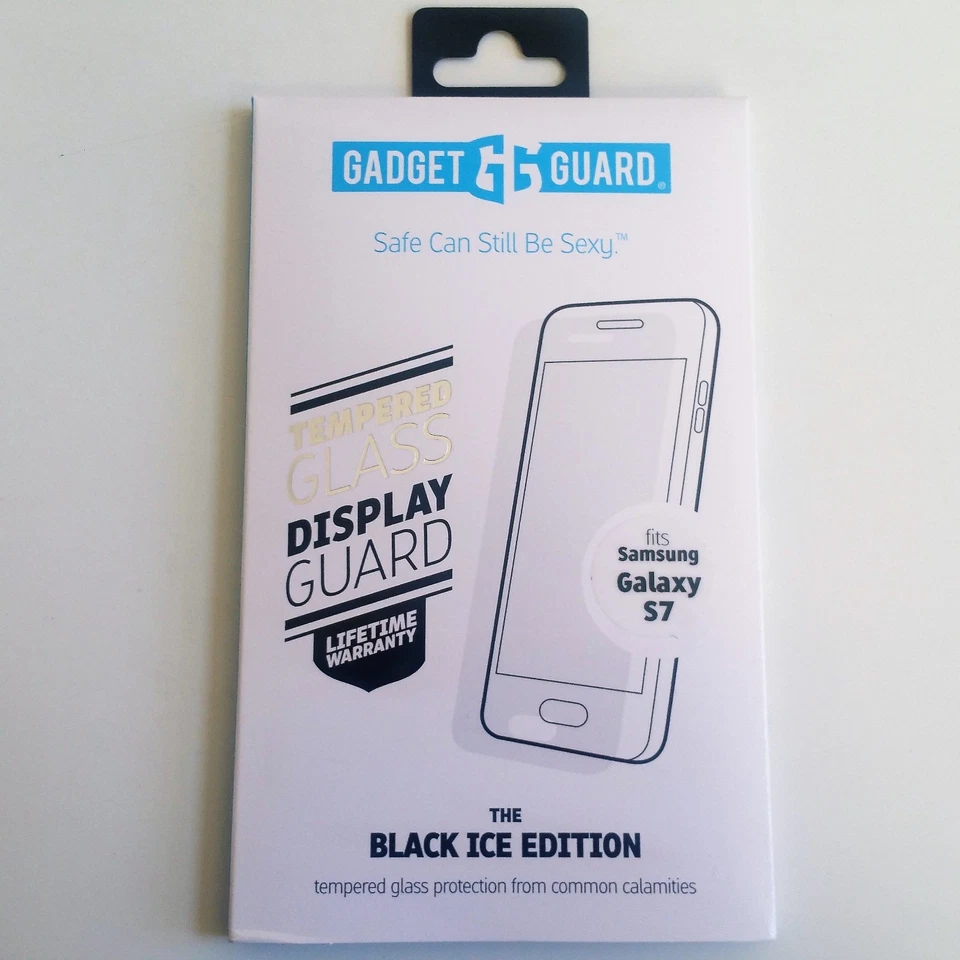 GADGET GG GUARD®
Safe Can Still Be Sexy.™
TEMPERED
GLASS
DISPLAY
GUARD
LIFETIME
WARRANTY
fits
Samsung
Galaxy
S7
THE
BLACK ICE EDITION
tempered glass protection from common calamities